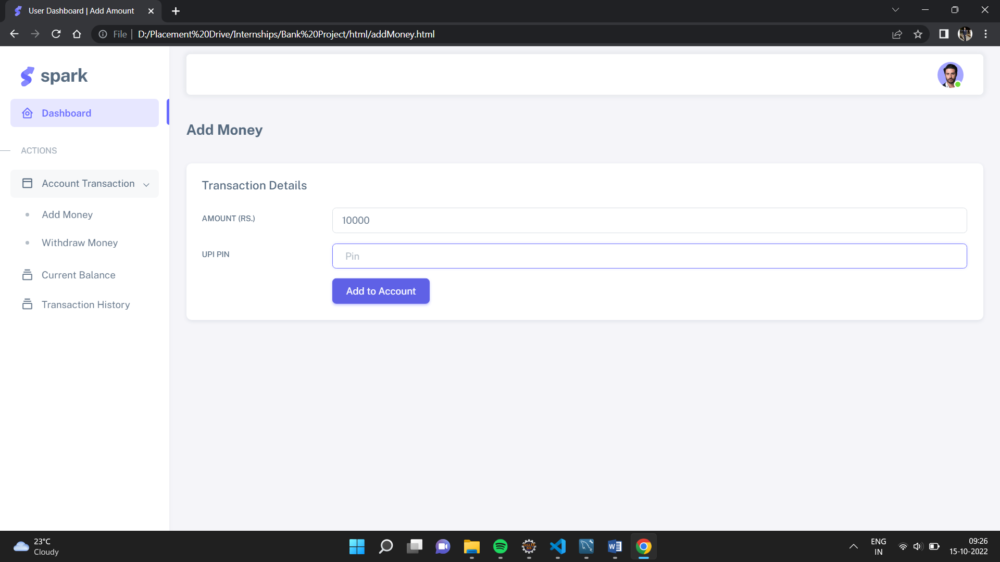 User Dashboard | Add Amount
File | D:/Placement%20Drive/Internships/Bank%20Project/html/addMoney.html
spark
Dashboard
ACTIONS
Account Transaction
Add Money
Withdraw Money
Current Balance
Transaction History
Add Money
Transaction Details
AMOUNT (RS.)
10000
UPI PIN
Pin
Add to Account
23°C
Cloudy
ENG
IN
09:26
15-10-2022